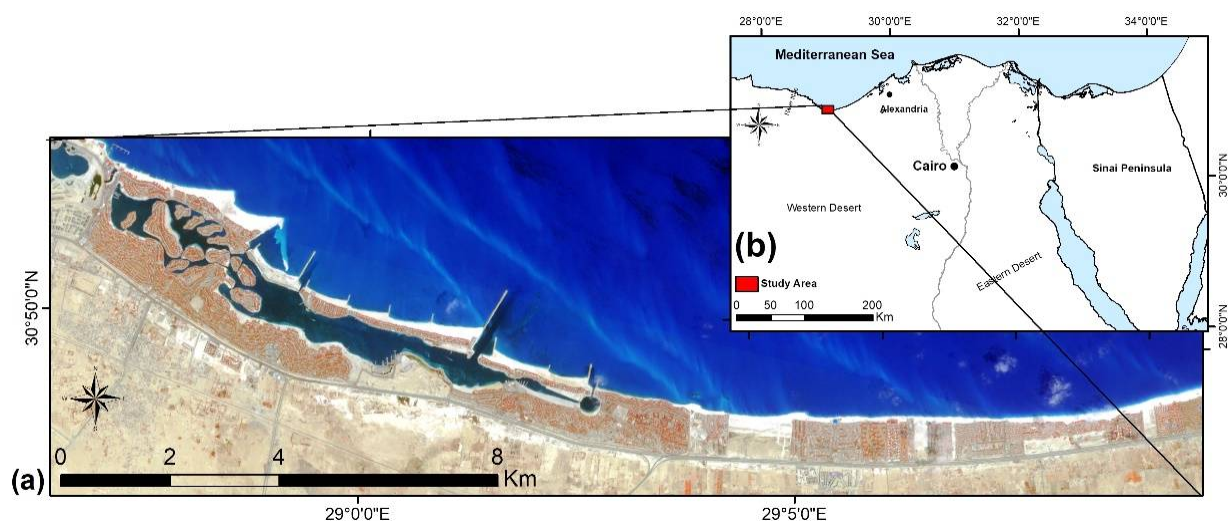 28°0'0"E 30°0'0"E 32°0'0"E 34°0'0"E
Mediterranean Sea
Alexandria
Cairo
Sinai Peninsula
Western Desert
Eastern Desert
(b)
Study Area
0 50 100 200
Km
30°0'0"N
28°0'0"N
30°50'0"N
0 2 4 8
Km
(a)
29°0'0"E 29°5'0"E